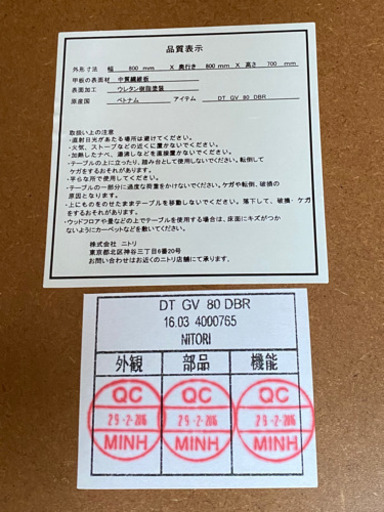 品質表示
外形寸法 幅 800 mm X 奥行き 800 mm X 高さ 700 mm
甲板の表面材 中質繊維板
表面加工 ウレタン樹脂塗装
原産国 ベトナム アイテム DT GV 80 DBR
取扱い上の注意
・直射日光があたる場所は避けてください。
・火気、ストーブなどの近くに置かないでください。
・加熱したナベ、湯沸しなどを直接置かないでください。
・テーブルの上に立ったり、踏み台として使用しないでください。転倒して
ケガをするおそれがあります。
・平らな所で使用してください。
・テーブルの一部分に過度な荷重をかけないでください。ケガや転倒、破損の
原因となります。
・上にものをのせたままテーブルを移動しないでください。落下して、破損・ケガ
をするおそれがあります。
・ウッドフロアや畳などの上でテーブルを使用する場合は、床面にキズがつか
ないようにカーペットなどを敷いてください。
株式会社 ニトリ
東京都北区神谷三丁目6番20号
お問い合わせはお近くのニトリ店舗にて承ります。
DT GV 80 DBR
16.03 4000765
NITORI
外観 部品 機能
QC QC QC
29-2-2016 29-2-2016 29-2-2016
MINH MINH MINH